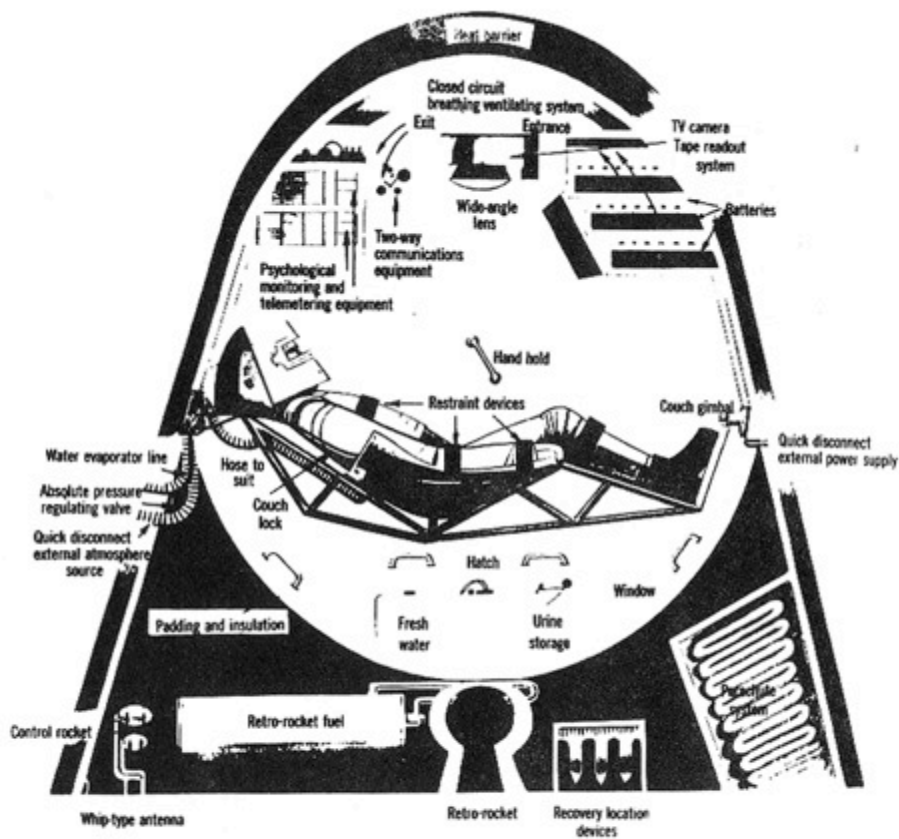 Heat barrier
Closed circuit
breathing ventilating system
Exit
Entrance
TV camera
Tape readout
system
Wide-angle
lens
Batteries
Two-way
communications
equipment
Psychological
monitoring and
telemetering equipment
Hand hold
Restraint devices
Couch gimbal
Quick disconnect
external power supply
Water evaporator line
Hose to
suit
Absolute pressure
regulating valve
Couch
lock
Quick disconnect
external atmosphere
source
Hatch
Window
Padding and insulation
Fresh
water
Urine
storage
Parachute
system
Control rocket
Retro-rocket fuel
Whip-type antenna
Retro-rocket
Recovery location
devices